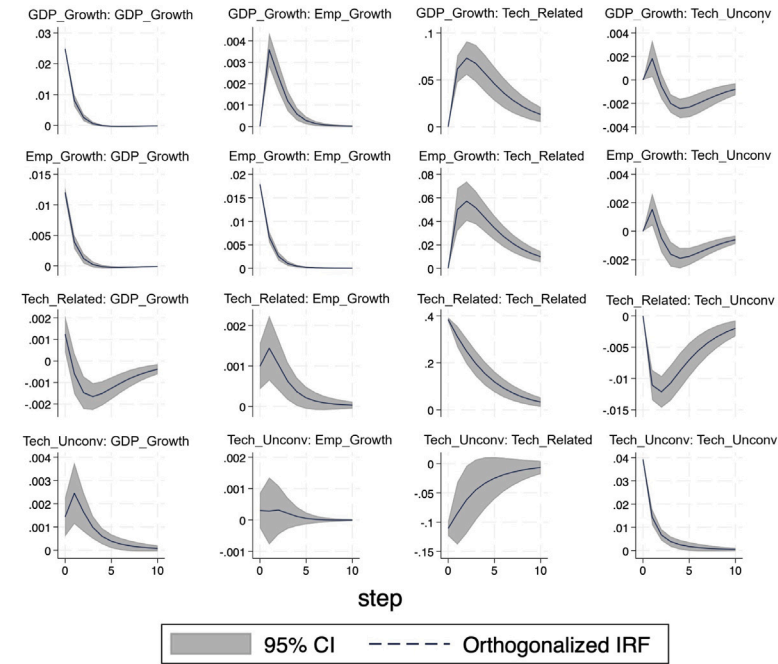 GDP_Growth: GDP_Growth GDP_Growth: Emp_Growth GDP_Growth: Tech_Related GDP_Growth: Tech_Unconv
.03 .004 .1 .004
.003 .002
.02
.002 .05 0
.01
.001 -.002
0 0 0 -.004
Emp_Growth: GDP_Growth Emp_Growth: Emp_Growth Emp_Growth: Tech_Related Emp_Growth: Tech_Unconv
.015 .02 .08 .004
.01 .015 .06 .002
.01 .04
.005 0
.005 .02
0 0 0 -.002
Tech_Related: GDP_Growth Tech_Related: Emp_Growth Tech_Related: Tech_Related Tech_Related: Tech_Unconv
.002 .002 .4 0
.001
-.005
0 .001 .2
-.01
-.001
-.002 0 0 -.015
Tech_Unconv: GDP_Growth Tech_Unconv: Emp_Growth Tech_Unconv: Tech_Related Tech_Unconv: Tech_Unconv
.004 .002 0 .04
.003 .001 .03
-.05
.002 .02
0 -.1
.001 .01
0 -.001 -.15 0
0 5 10 0 5 10 0 5 10 0 5 10
step
95% CI Orthogonalized IRF